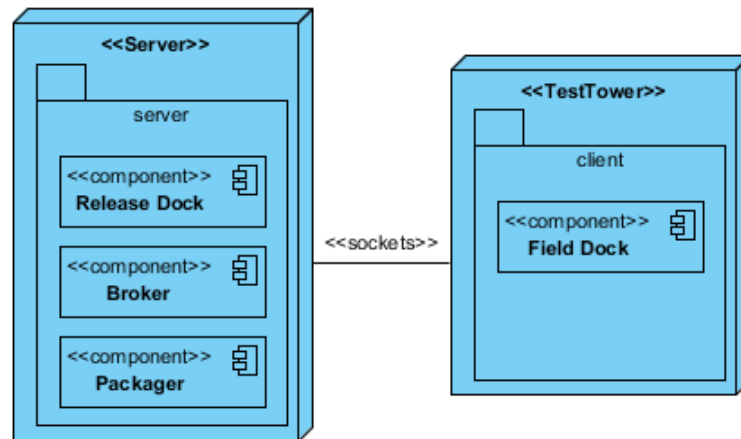 <<Server>>
server
<<component>>
Release Dock
<<component>>
Broker
<<component>>
Packager
<<sockets>>
<<TestTower>>
client
<<component>>
Field Dock